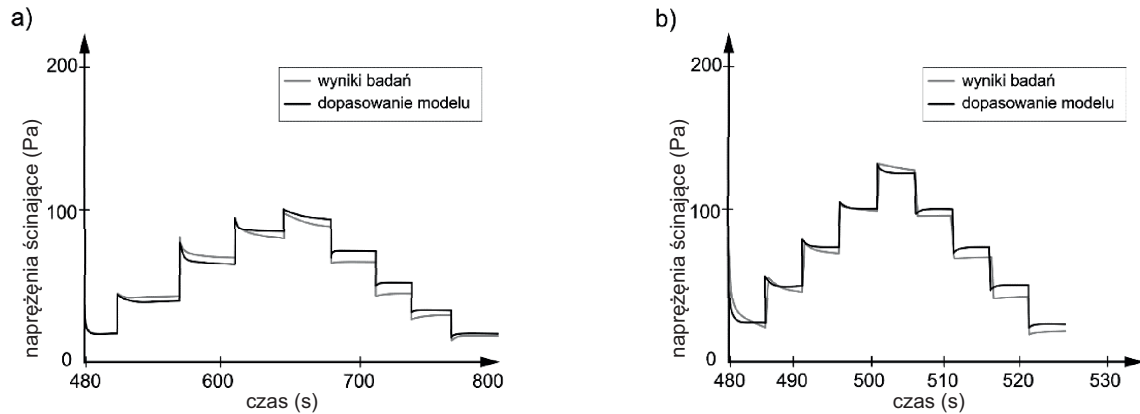 a)
200
wyniki badań
dopasowanie modelu
100
0
naprężenia ścinające (Pa)
480 600 700 800
czas (s)
b)
200
wyniki badań
dopasowanie modelu
100
0
naprężenia ścinające (Pa)
480 490 500 510 520 530
czas (s)